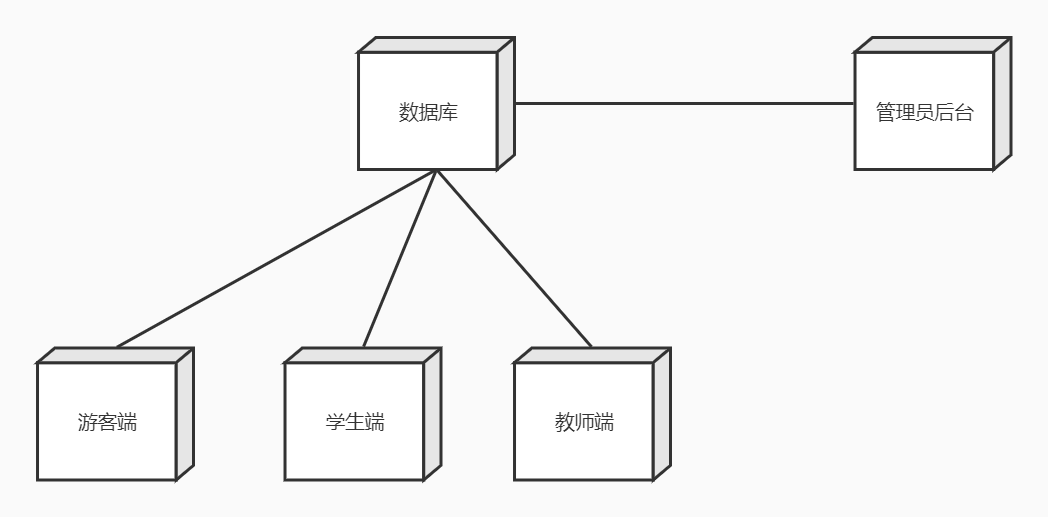 数据库
管理员后台
游客端
学生端
教师端